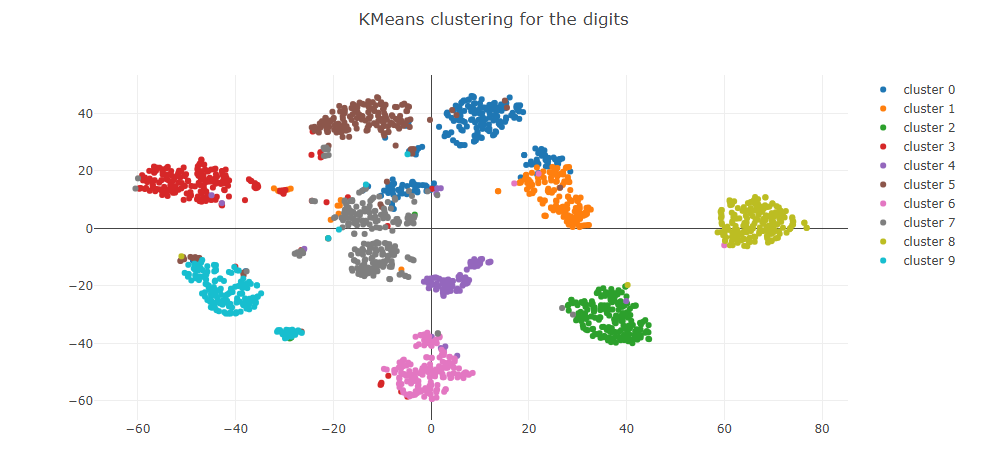 KMeans clustering for the digits
40
20
0
−20
−40
−60
−60 −40 −20 0 20 40 60 80
cluster 0
cluster 1
cluster 2
cluster 3
cluster 4
cluster 5
cluster 6
cluster 7
cluster 8
cluster 9